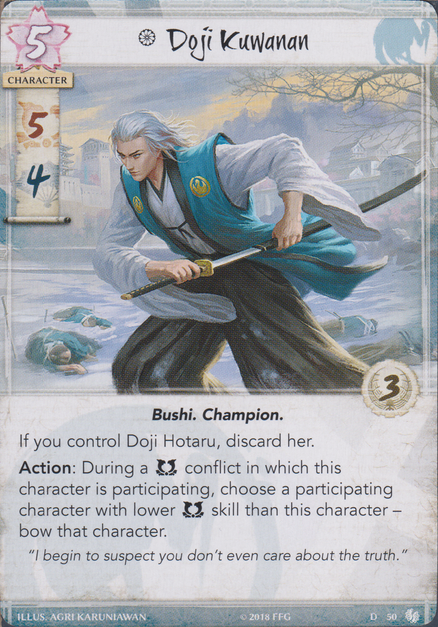 5
Doji Kuwanan
CHARACTER
5
4
3
Bushi. Champion.
If you control Doji Hotaru, discard her.
Action: During a conflict in which this
character is participating, choose a participating
character with lower skill than this character –
bow that character.
“I begin to suspect you don’t even care about the truth.”
ILLUS. AGRI KARUNIAWAN © 2018 FFG D 50